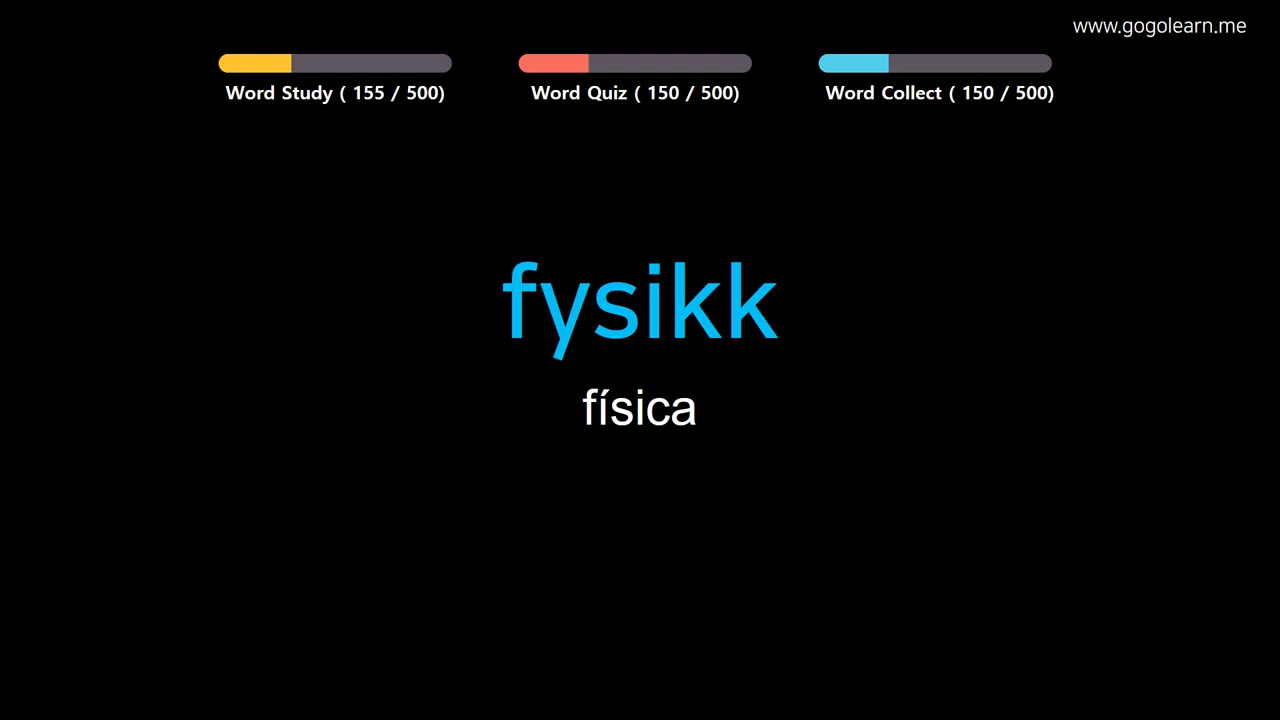 www.gogolearn.me
Word Study ( 155 / 500)
Word Quiz ( 150 / 500)
Word Collect ( 150 / 500)
fysikk
física